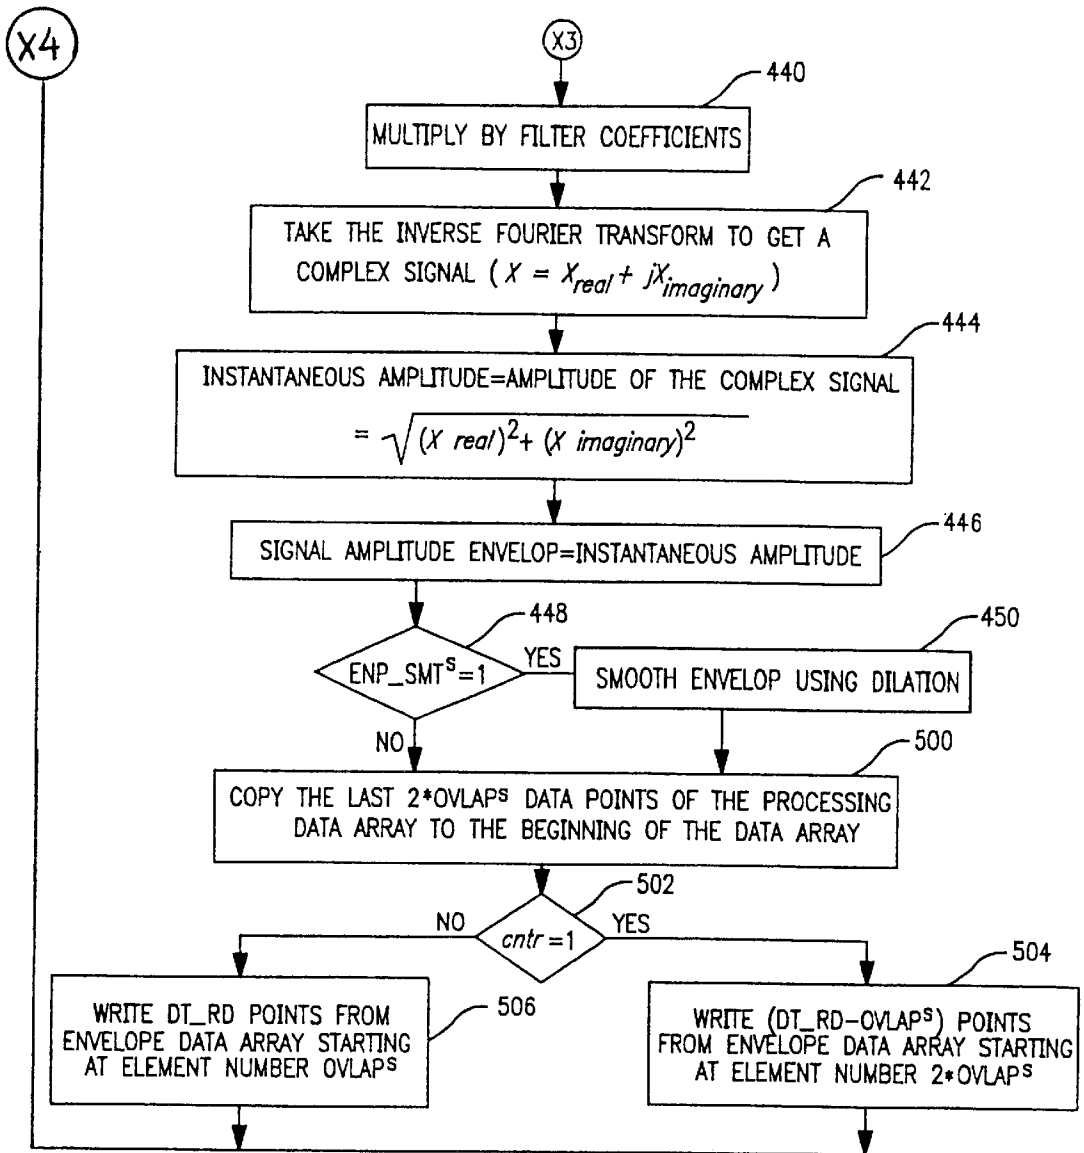 X4
X3
440
MULTIPLY BY FILTER COEFFICIENTS
442
TAKE THE INVERSE FOURIER TRANSFORM TO GET A
COMPLEX SIGNAL ( X = X_real + jX_imaginary )
444
INSTANTANEOUS AMPLITUDE=AMPLITUDE OF THE COMPLEX SIGNAL
= √(X real)²+ (X imaginary)²
446
SIGNAL AMPLITUDE ENVELOP=INSTANTANEOUS AMPLITUDE
448
450
ENP_SMTˢ=1
YES
SMOOTH ENVELOP USING DILATION
NO
500
COPY THE LAST 2*OVLAPˢ DATA POINTS OF THE PROCESSING
DATA ARRAY TO THE BEGINNING OF THE DATA ARRAY
502
NO
cntr=1
YES
504
506
WRITE DT_RD POINTS FROM
ENVELOPE DATA ARRAY STARTING
AT ELEMENT NUMBER OVLAPˢ
WRITE (DT_RD-OVLAPˢ) POINTS
FROM ENVELOPE DATA ARRAY STARTING
AT ELEMENT NUMBER 2*OVLAPˢ